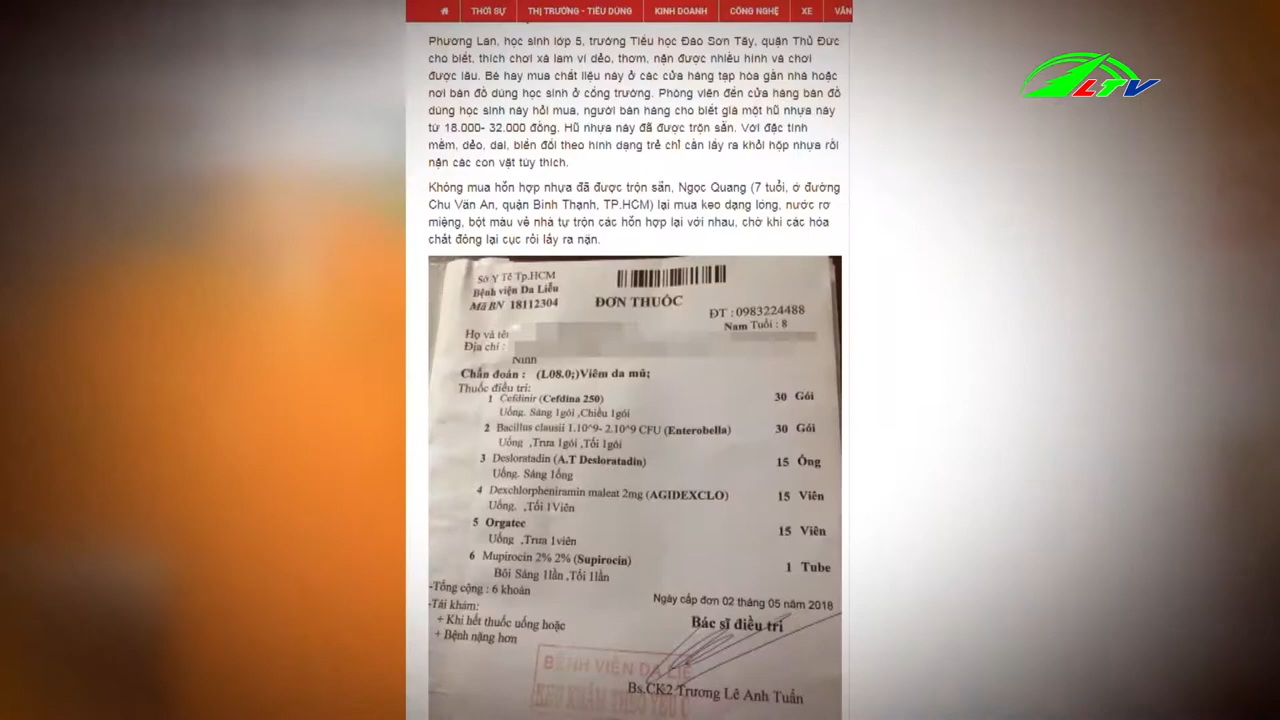 THỜI SỰ THỊ TRƯỜNG - TIÊU DÙNG KINH DOANH CÔNG NGHỆ XE VĂN
LTV
Phương Lan, học sinh lớp 5, trường Tiểu học Đào Sơn Tây, quận Thủ Đức
cho biết, thích chơi xà lam vì dẻo, thơm, nặn được nhiều hình và chơi
được lâu. Bé hay mua chất liệu này ở các cửa hàng tạp hóa gần nhà hoặc
nơi bán đồ dùng học sinh ở cổng trường. Phóng viên đến cửa hàng bán đồ
dùng học sinh này hỏi mua, người bán hàng cho biết giá một hũ nhựa này
từ 18.000- 32.000 đồng. Hũ nhựa này đã được trộn sẵn. Với đặc tính
mềm, dẻo, dai, biến đổi theo hình dạng trẻ chỉ cần lấy ra khỏi hộp nhựa rồi
nặn các con vật tùy thích.
Không mua hỗn hợp nhựa đã được trộn sẵn, Ngọc Quang (7 tuổi, ở đường
Chu Văn An, quận Bình Thạnh, TP.HCM) lại mua keo dạng lỏng, nước rơ
miệng, bột màu về nhà tự trộn các hỗn hợp lại với nhau, chờ khi các hóa
chất đông lại cục rồi lấy ra nặn.
Sở Y Tế Tp.HCM
Bệnh viện Da Liễu
Mã BN 18112304
ĐƠN THUỐC
ĐT : 0983224488
Nam Tuổi : 8
Họ và tên
Địa chỉ :
Ninh
Chẩn đoán : (L08.0;)Viêm da mủ;
Thuốc điều trị:
1 Cefdinir (Cefdina 250) 30 Gói
Uống. Sáng 1gói ,Chiều 1gói
2 Bacillus clausii 1.10^9- 2.10^9 CFU (Enterobella) 30 Gói
Uống ,Trưa 1gói ,Tối 1gói
3 Desloratadin (A.T Desloratadin) 15 Ống
Uống. Sáng 1ống
4 Dexchlorpheniramin maleat 2mg (AGIDEXCLO) 15 Viên
Uống. ,Tối 1Viên
5 Orgatec 15 Viên
Uống ,Trưa 1viên
6 Mupirocin 2% 2% (Supirocin) 1 Tube
Bôi Sáng 1lần ,Tối 1lần
-Tổng cộng : 6 khoản
-Tái khám:
+ Khi hết thuốc uống hoặc
+ Bệnh nặng hơn
Ngày cấp đơn 02 tháng 05 năm 2018
Bác sĩ điều trị
BỆNH VIỆN DA LIỄ
KHU KHÁM THEO YÊU C
Bs.CK2 Trương Lê Anh Tuấn